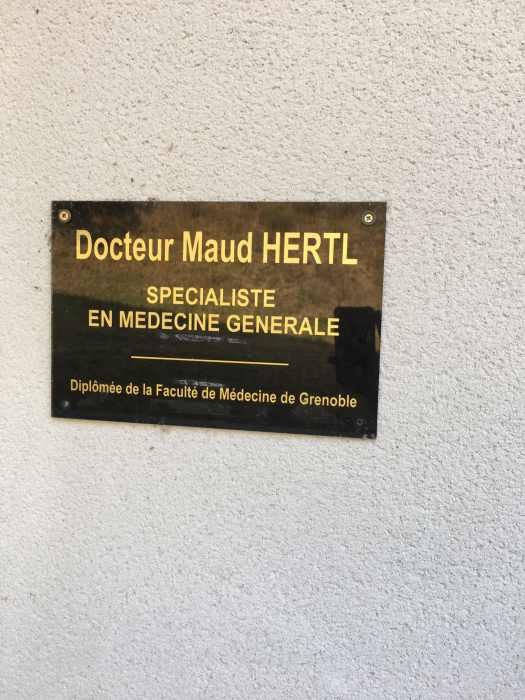 Docteur Maud HERTL
SPECIALISTE
EN MEDECINE GENERALE
Diplômée de la Faculté de Médecine de Grenoble